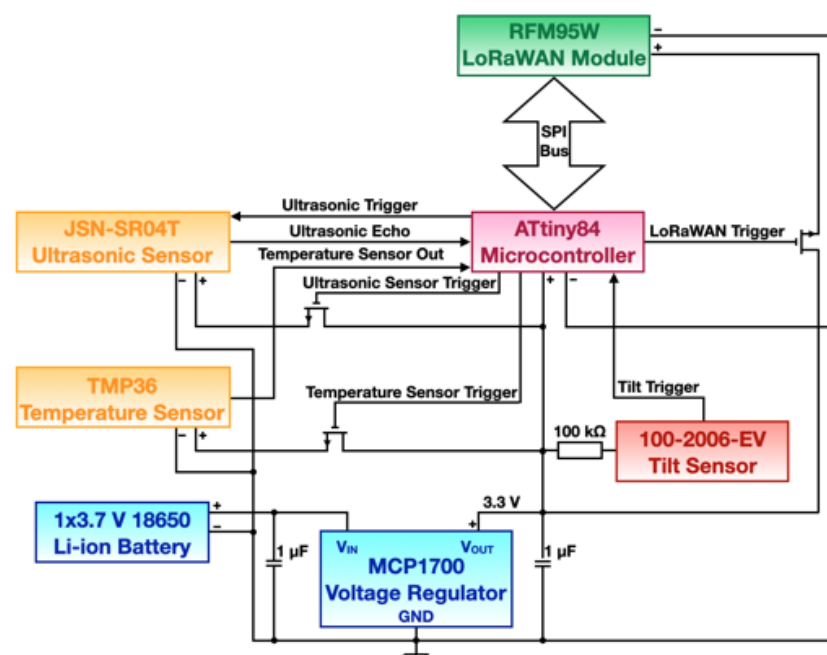 RFM95W
LoRaWAN Module
−
+
SPI
Bus
JSN-SR04T
Ultrasonic Sensor
Ultrasonic Trigger
Ultrasonic Echo
Temperature Sensor Out
Ultrasonic Sensor Trigger
ATtiny84
Microcontroller
LoRaWAN Trigger
− +
+ −
TMP36
Temperature Sensor
− +
Temperature Sensor Trigger
Tilt Trigger
100 kΩ
100-2006-EV
Tilt Sensor
1x3.7 V 18650
Li-ion Battery
+
−
1 µF
3.3 V
+
VIN VOUT
MCP1700
Voltage Regulator
GND
1 µF